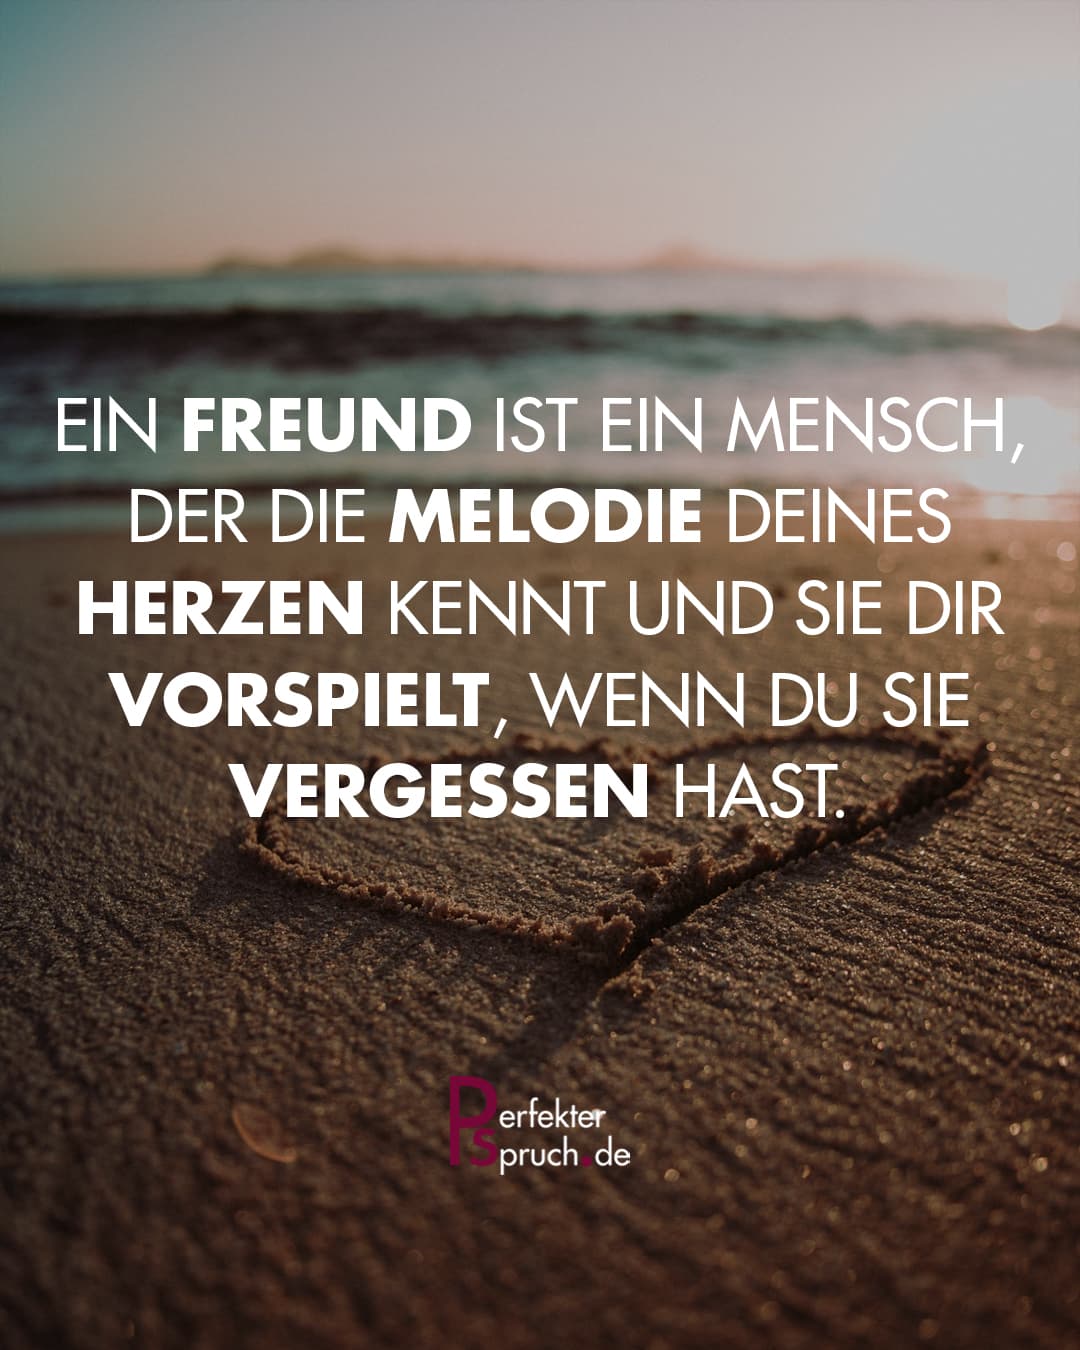 EIN FREUND IST EIN MENSCH,
DER DIE MELODIE DEINES
HERZEN KENNT UND SIE DIR
VORSPIELT, WENN DU SIE
VERGESSEN HAST.
Perfekter
Spruch.de